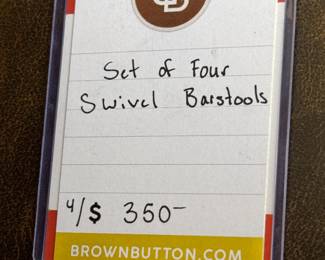 Set of Four
Swivel Barstools
4/$ 350-
BROWNBUTTON.COM